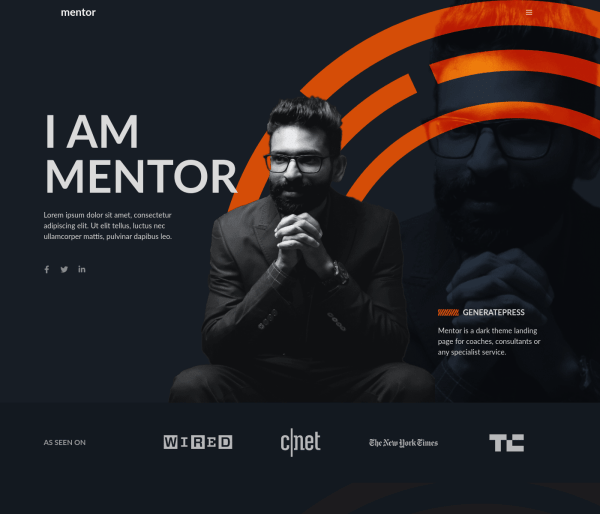 mentor
I AM
MENTOR
Lorem ipsum dolor sit amet, consectetur
adipiscing elit. Ut elit tellus, luctus nec
ullamcorper mattis, pulvinar dapibus leo.
GENERATEPRESS
Mentor is a dark theme landing
page for coaches, consultants or
any specialist service.
AS SEEN ON
WIRED
c|net
The New York Times
TC